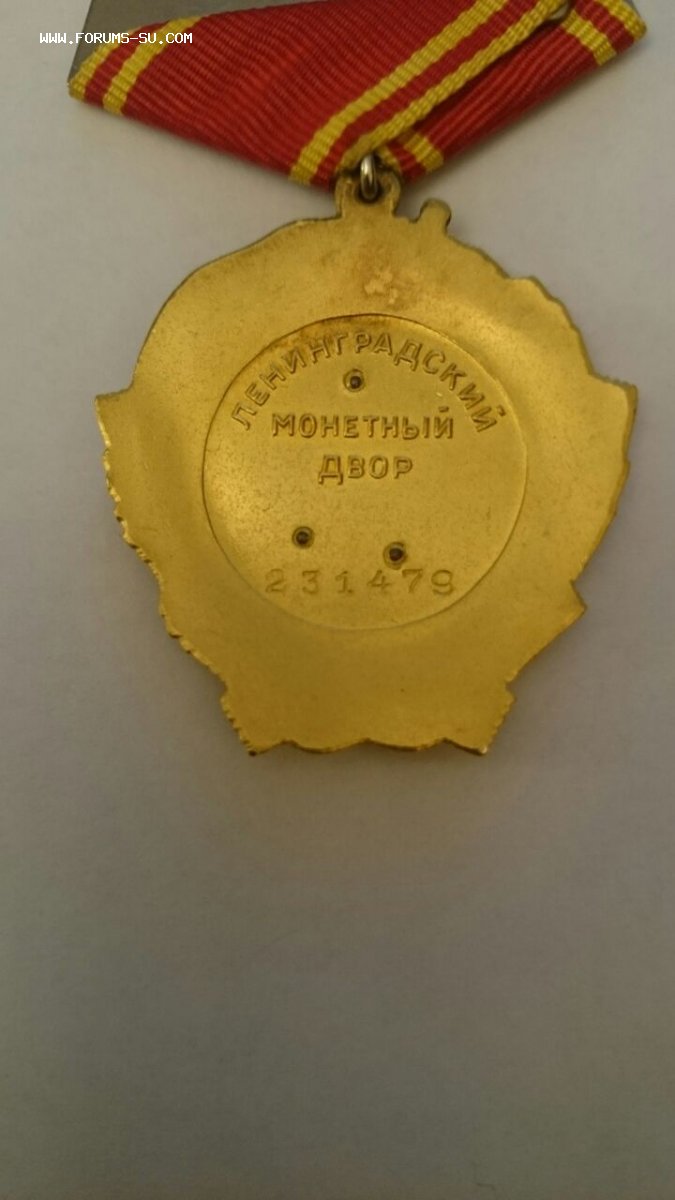 WWW.FORUMS-SU.COM
ЛЕНИНГРАДСКИЙ
МОНЕТНЫЙ
ДВОР
231479